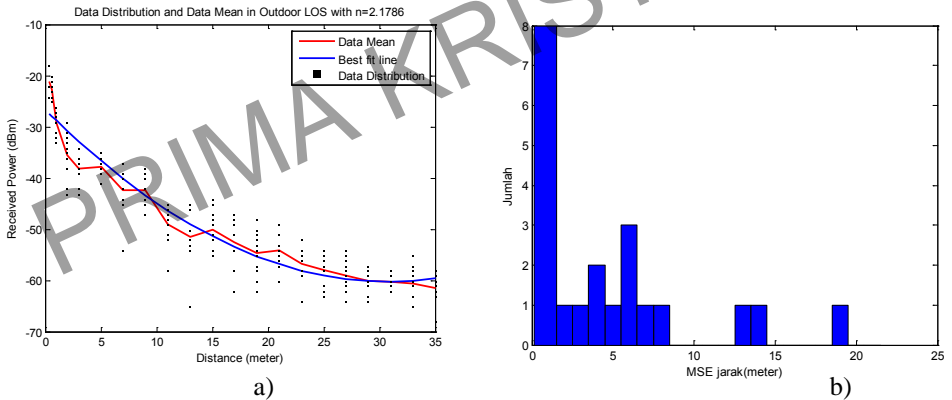 Data Distribution and Data Mean in Outdoor LOS with n=2.1786
-10
-20
-30
-40
-50
-60
-70
Received Power (dBm)
0 5 10 15 20 25 30 35
Distance (meter)
Data Mean
Best fit line
Data Distribution
a)
8
7
6
5
4
3
2
1
0
Jumlah
0 5 10 15 20 25
MSE jarak(meter)
b)
PRIMA KRIST